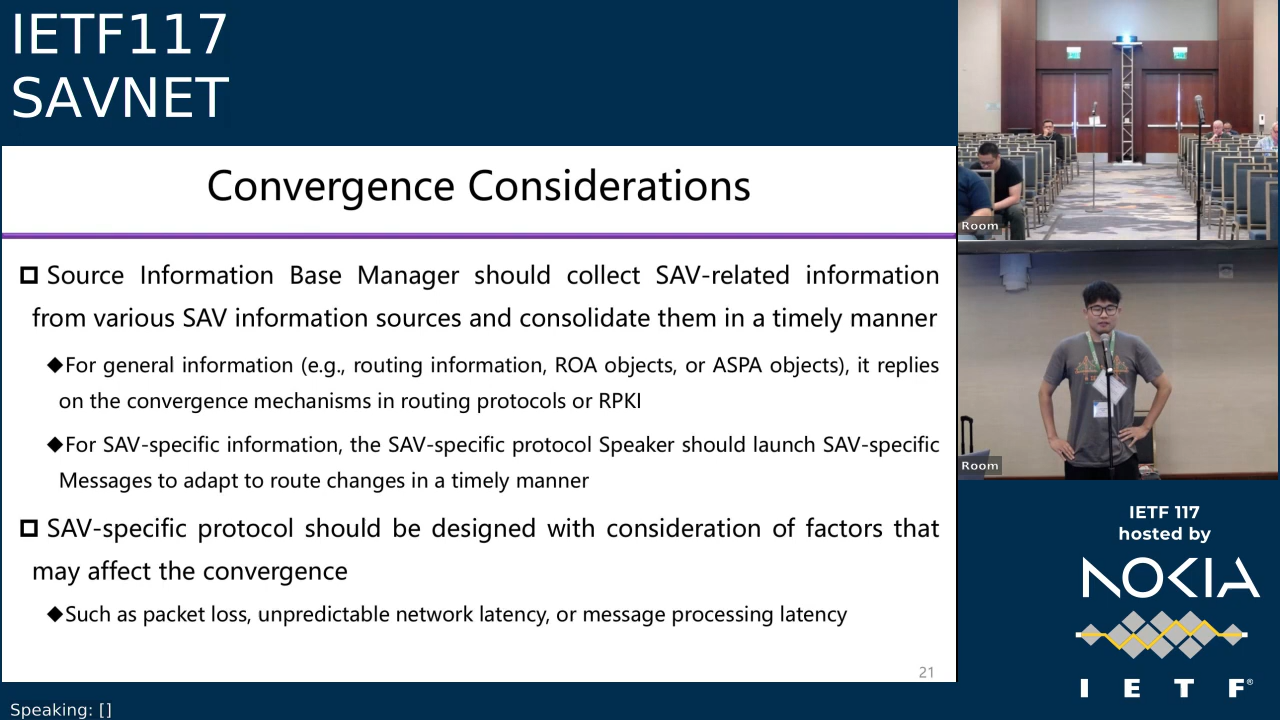 IETF117
SAVNET
Convergence Considerations
Source Information Base Manager should collect SAV-related information
from various SAV information sources and consolidate them in a timely manner
◆For general information (e.g., routing information, ROA objects, or ASPA objects), it replies
on the convergence mechanisms in routing protocols or RPKI
◆For SAV-specific information, the SAV-specific protocol Speaker should launch SAV-specific
Messages to adapt to route changes in a timely manner
SAV-specific protocol should be designed with consideration of factors that
may affect the convergence
◆Such as packet loss, unpredictable network latency, or message processing latency
21
Speaking: []
Room
Room
IETF 117
hosted by
NOKIA
I E T F®